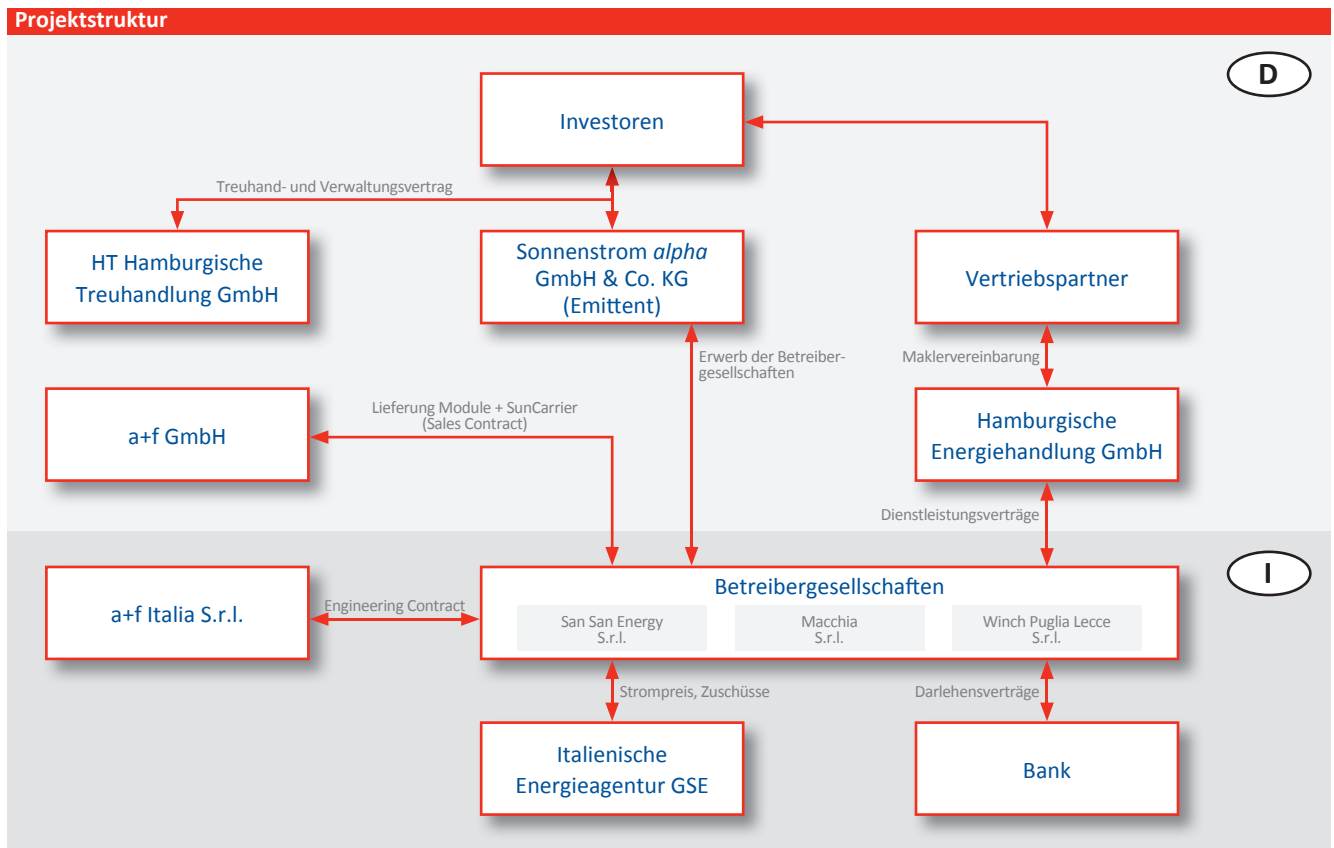 Projektstruktur
D
Investoren
Treuhand- und Verwaltungsvertrag
HT Hamburgische
Treuhandlung GmbH
Sonnenstrom alpha
GmbH & Co. KG
(Emittent)
Vertriebspartner
Erwerb der Betreiber-
gesellschaften
Maklervereinbarung
a+f GmbH
Lieferung Module + SunCarrier
(Sales Contract)
Hamburgische
Energiehandlung GmbH
Dienstleistungsverträge
I
a+f Italia S.r.l.
Engineering Contract
Betreibergesellschaften
San San Energy
S.r.l.
Macchia
S.r.l.
Winch Puglia Lecce
S.r.l.
Strompreis, Zuschüsse
Darlehensverträge
Italienische
Energieagentur GSE
Bank